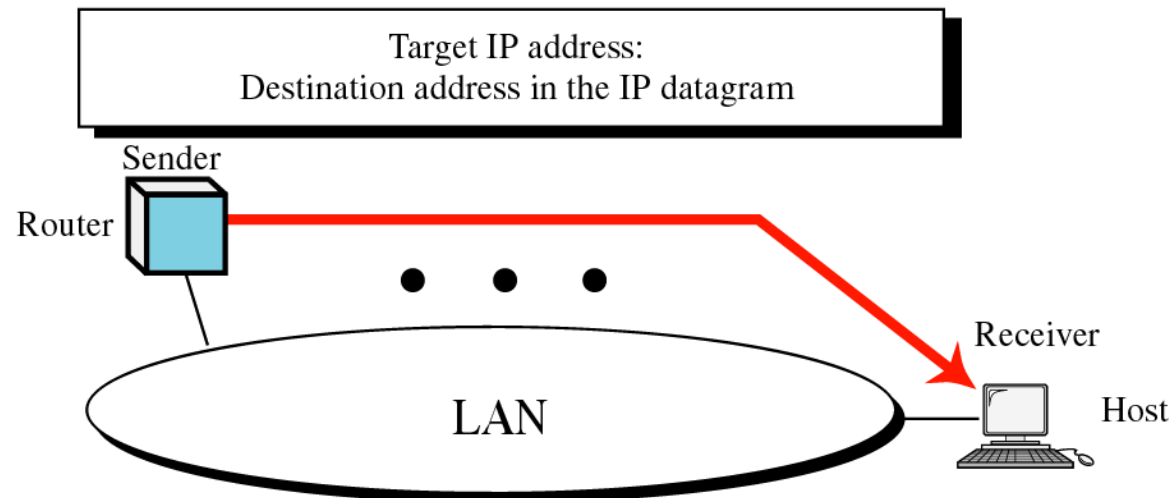 Target IP address:
Destination address in the IP datagram
Sender
Router
Receiver
Host
LAN